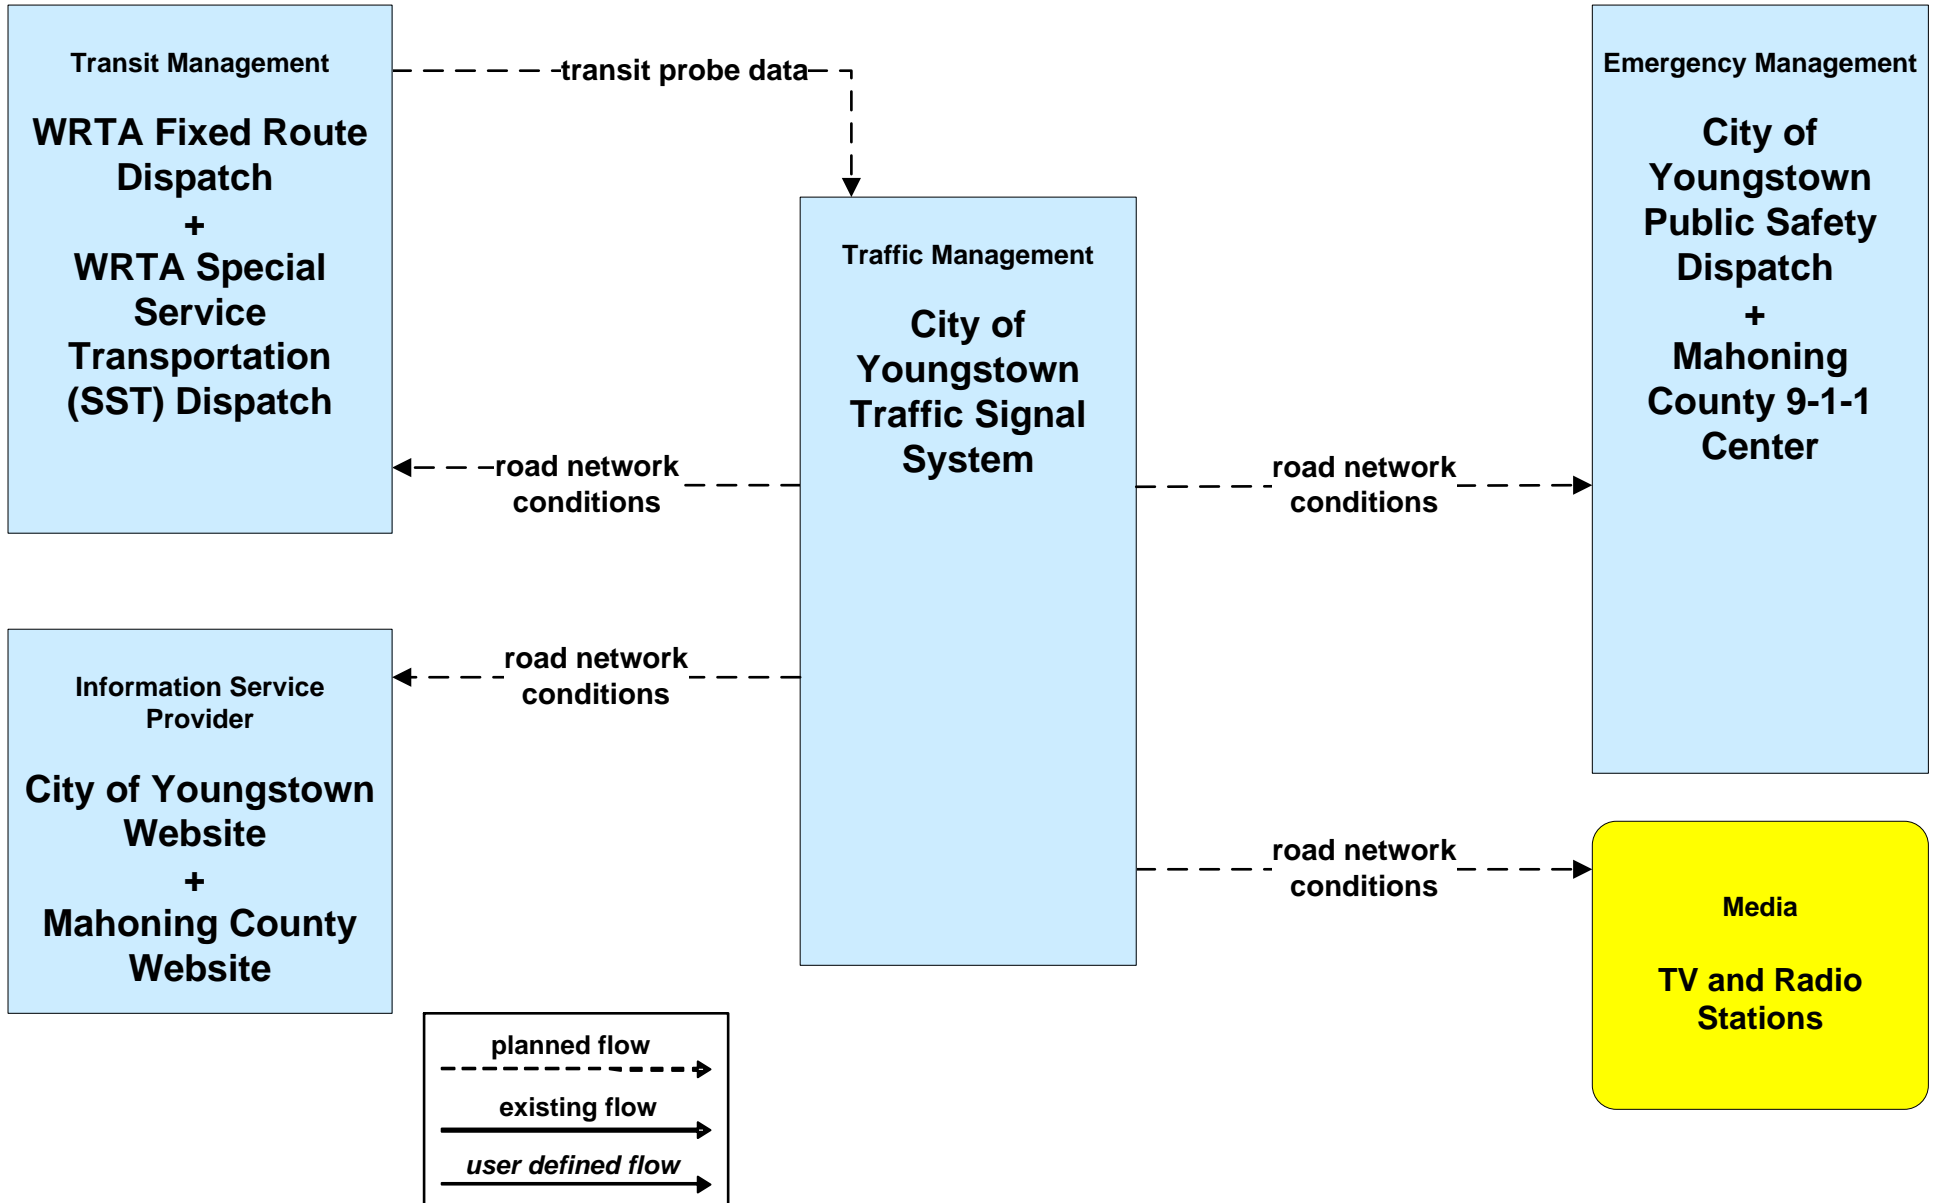 Transit Management
WRTA Fixed Route
Dispatch
+
WRTA Special
Service
Transportation
(SST) Dispatch
transit probe data
Emergency Management
City of
Youngstown
Public Safety
Dispatch
+
Mahoning
County 9-1-1
Center
Traffic Management
City of
Youngstown
Traffic Signal
System
road network
conditions
road network
conditions
road network
conditions
Information Service
Provider
City of Youngstown
Website
+
Mahoning County
Website
road network
conditions
Media
TV and Radio
Stations
planned flow
existing flow
user defined flow